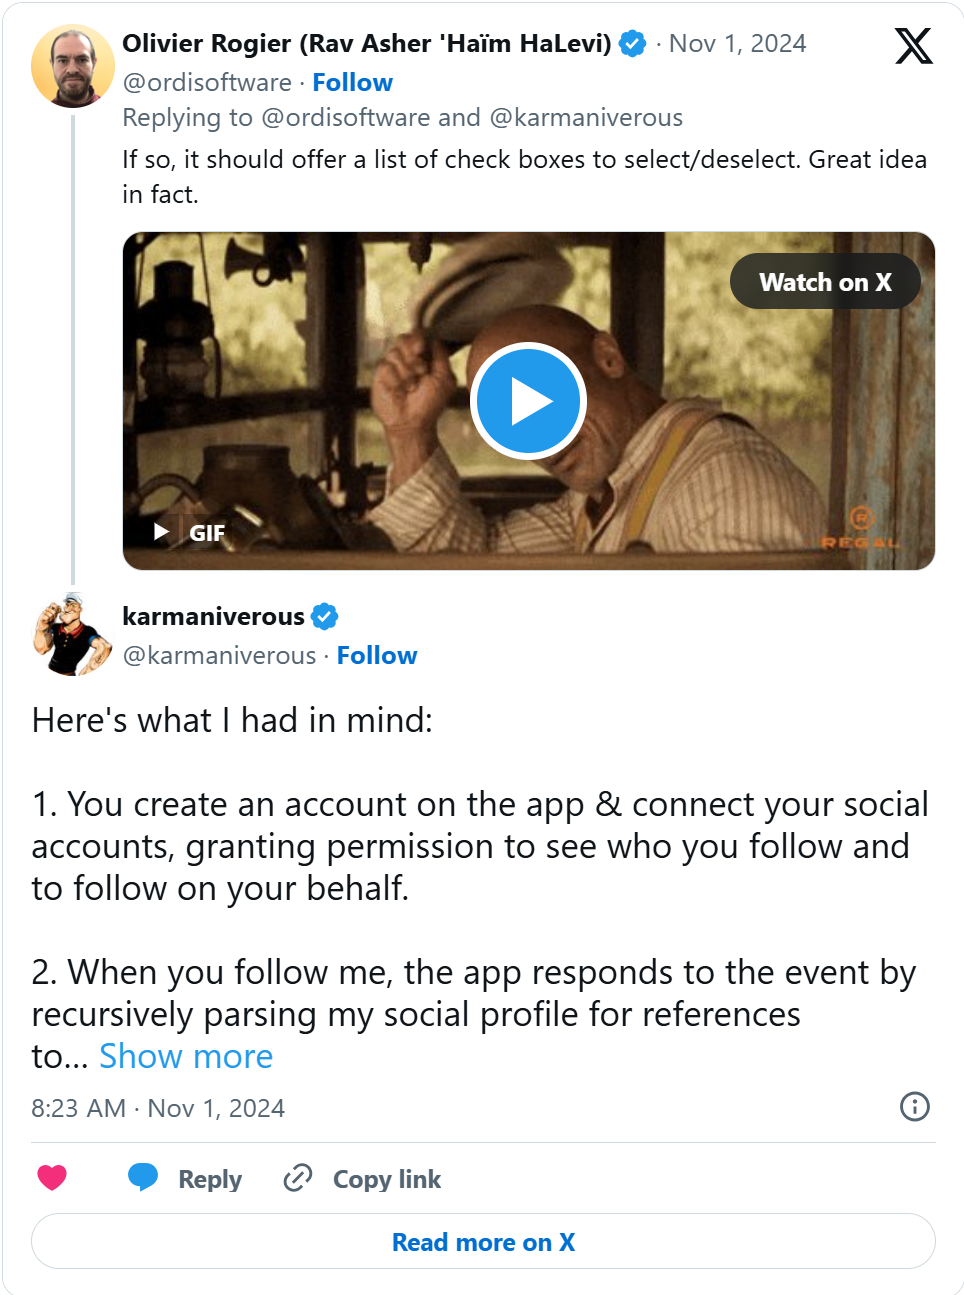 Olivier Rogier (Rav Asher 'Haïm HaLevi) · Nov 1, 2024
@ordisoftware · Follow
Replying to @ordisoftware and @karmaniverous
If so, it should offer a list of check boxes to select/deselect. Great idea
in fact.
Watch on X
GIF
R
REGAL
karmaniverous
@karmaniverous · Follow
Here's what I had in mind:
1. You create an account on the app & connect your social
accounts, granting permission to see who you follow and
to follow on your behalf.
2. When you follow me, the app responds to the event by
recursively parsing my social profile for references
to... Show more
8:23 AM · Nov 1, 2024
Reply Copy link
Read more on X